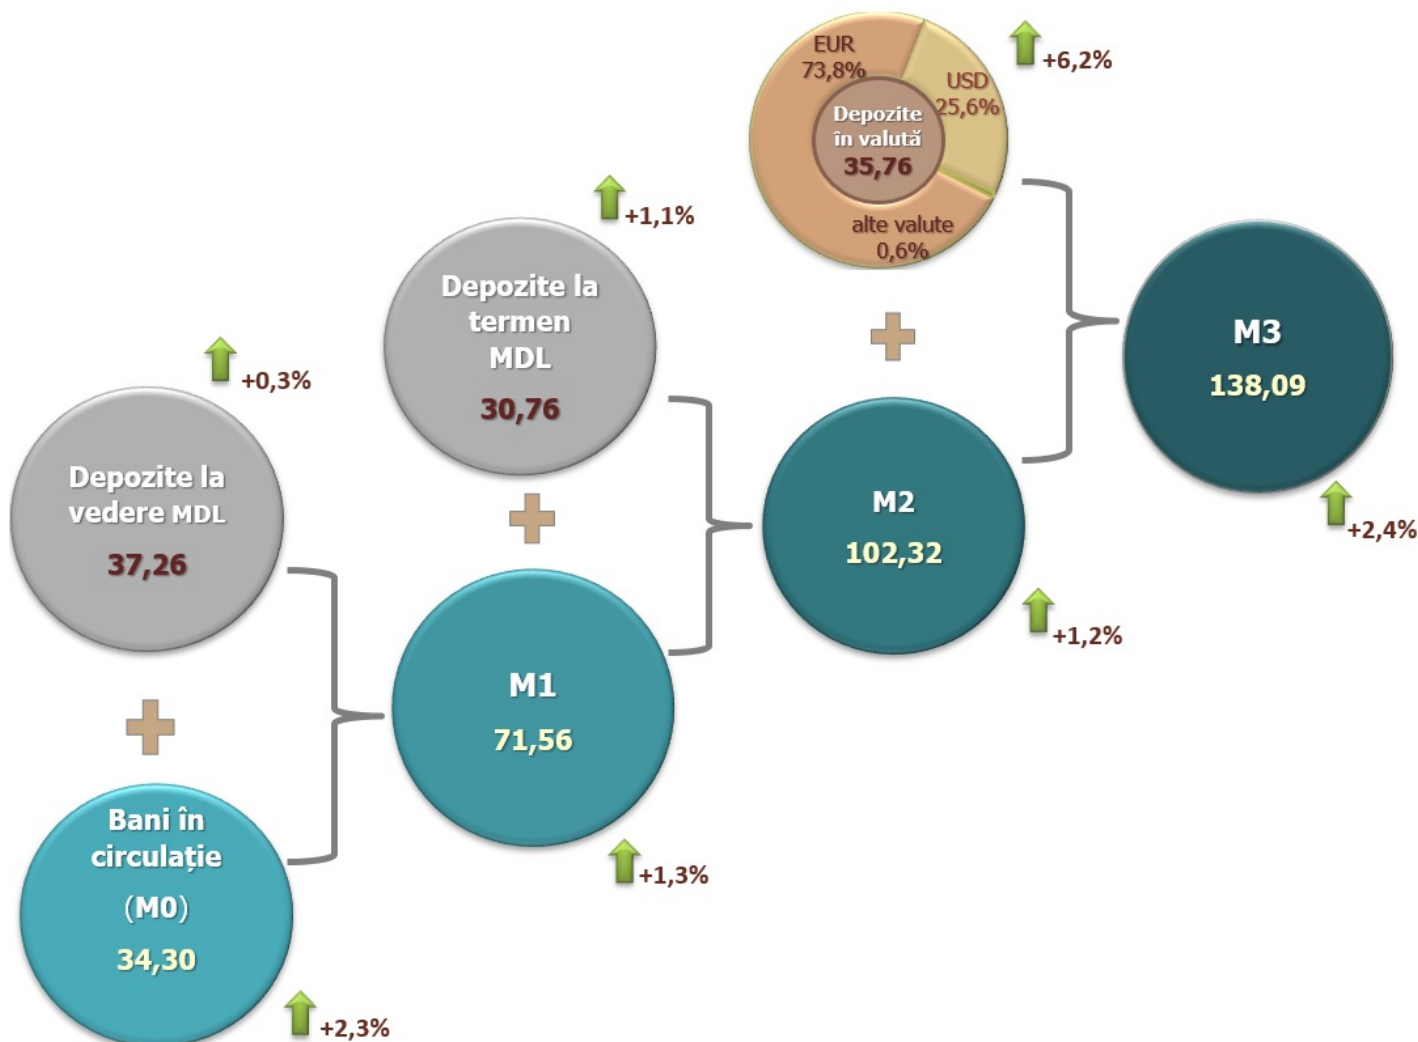 EUR
73,8%
USD
25,6%
Depozite
în valută
35,76
alte valute
0,6%
+6,2%
Depozite la
termen
MDL
30,76
+1,1%
M3
138,09
+2,4%
Depozite la
vedere MDL
37,26
+0,3%
M2
102,32
+1,2%
M1
71,56
+1,3%
Bani în
circulație
(M0)
34,30
+2,3%